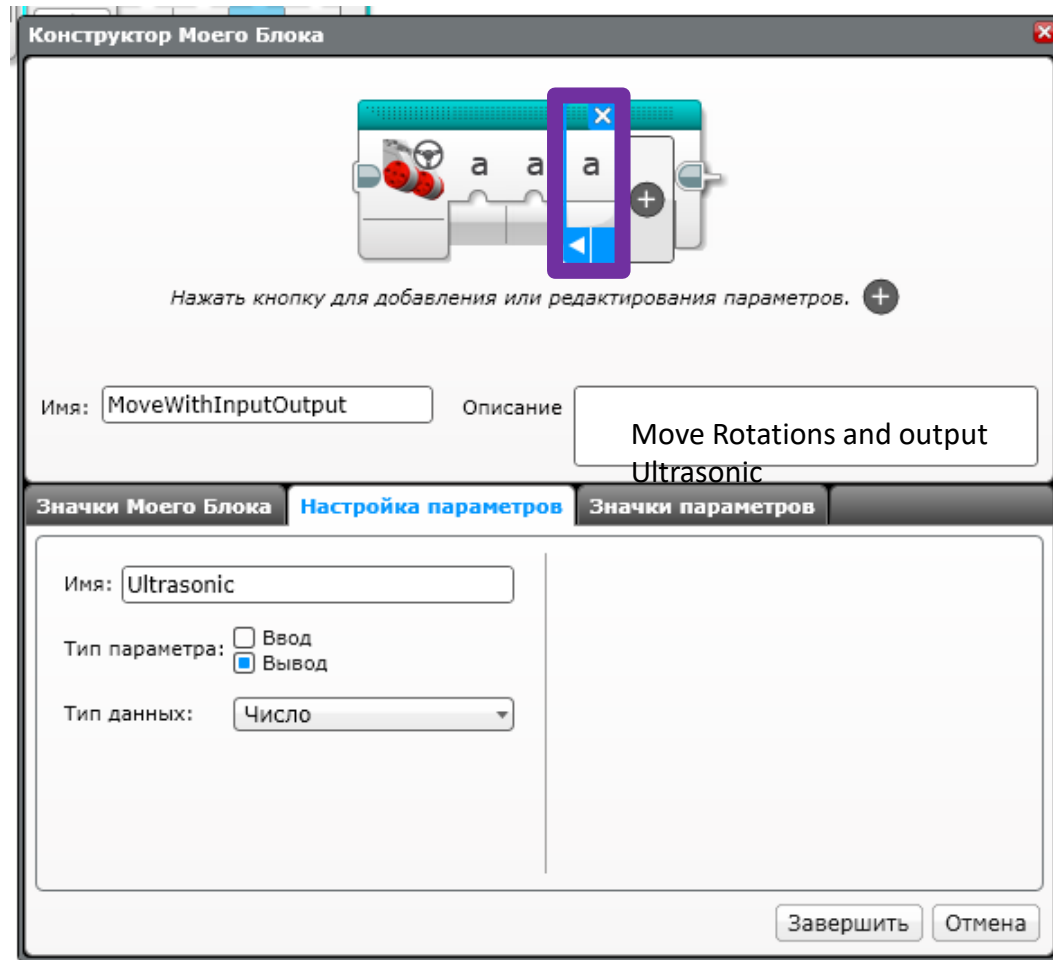 Конструктор Моего Блока
a a a
Нажать кнопку для добавления или редактирования параметров.
Имя: MoveWithInputOutput Описание Move Rotations and output
Ultrasonic
Значки Моего Блока Настройка параметров Значки параметров
Имя: Ultrasonic
Тип параметра: Ввод
Вывод
Тип данных: Число
Завершить Отмена